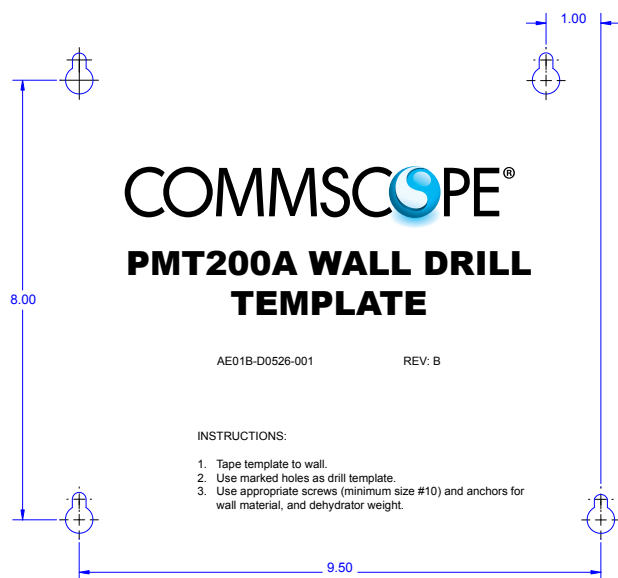 1.00
COMMSCOPE®
PMT200A WALL DRILL
TEMPLATE
8.00
AE01B-D0526-001 REV: B
INSTRUCTIONS:
1. Tape template to wall.
2. Use marked holes as drill template.
3. Use appropriate screws (minimum size #10) and anchors for
wall material, and dehydrator weight.
9.50